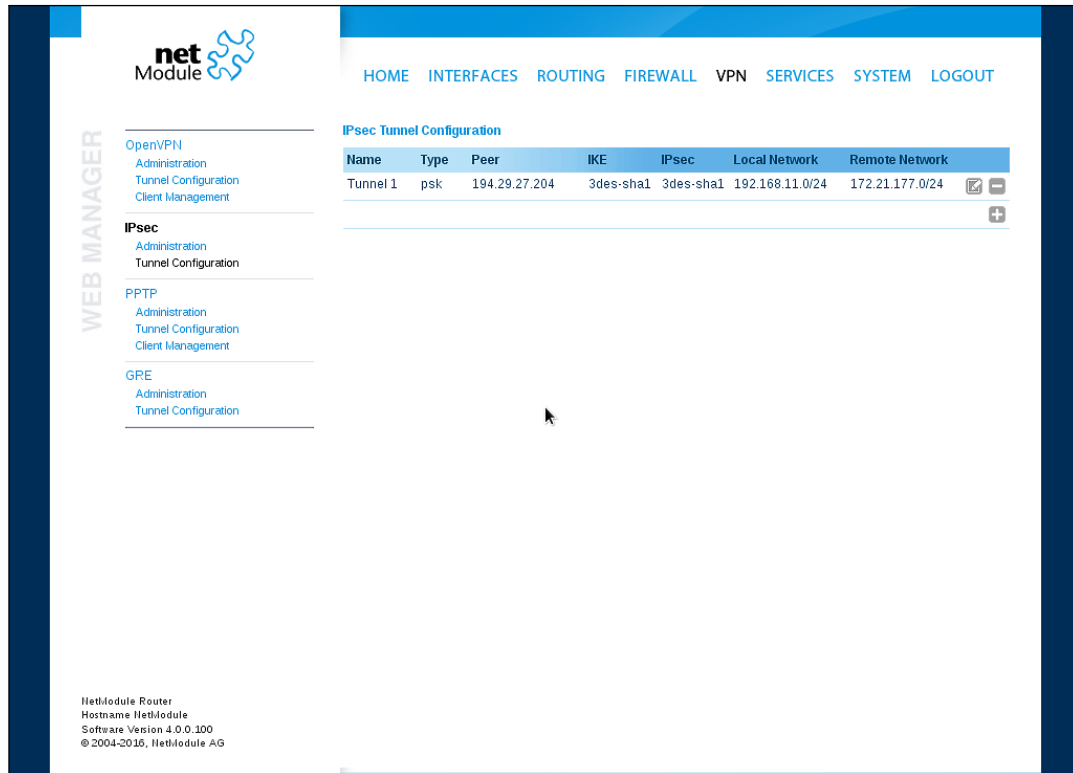 net
Module
HOME INTERFACES ROUTING FIREWALL VPN SERVICES SYSTEM LOGOUT
WEB MANAGER
OpenVPN
Administration
Tunnel Configuration
Client Management
IPsec
Administration
Tunnel Configuration
PPTP
Administration
Tunnel Configuration
Client Management
GRE
Administration
Tunnel Configuration
IPsec Tunnel Configuration
Name Type Peer IKE IPsec Local Network Remote Network
Tunnel 1 psk 194.29.27.204 3des-sha1 3des-sha1 192.168.11.0/24 172.21.177.0/24
NetModule Router
Hostname NetModule
Software Version 4.0.0.100
© 2004-2016, NetModule AG